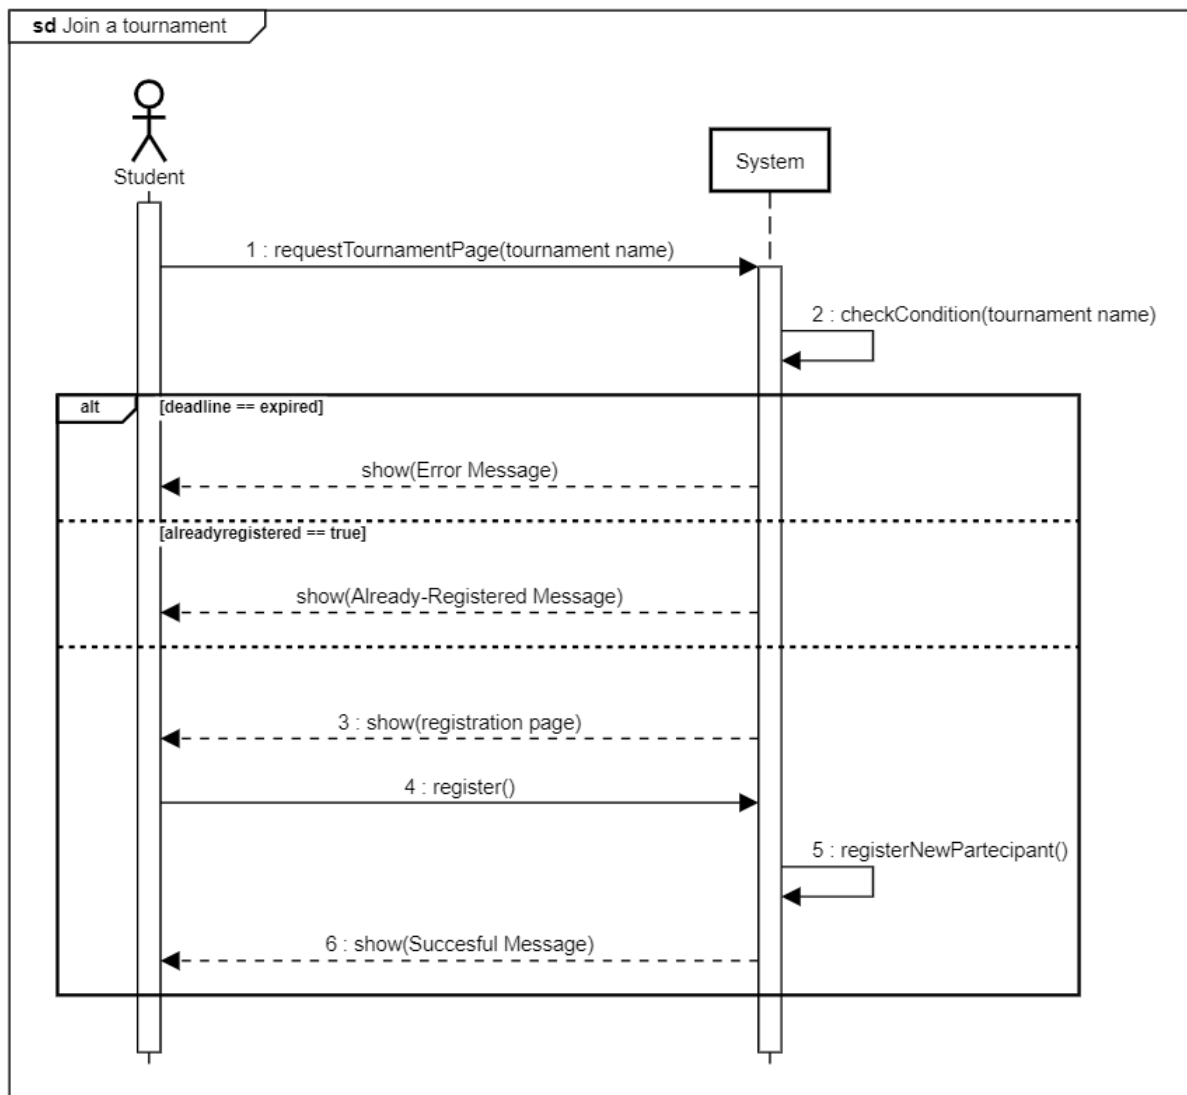 sd Join a tournament
Student
System
1 : requestTournamentPage(tournament name)
2 : checkCondition(tournament name)
alt
[deadline == expired]
show(Error Message)
[alreadyregistered == true]
show(Already-Registered Message)
3 : show(registration page)
4 : register()
5 : registerNewPartecipant()
6 : show(Succesful Message)